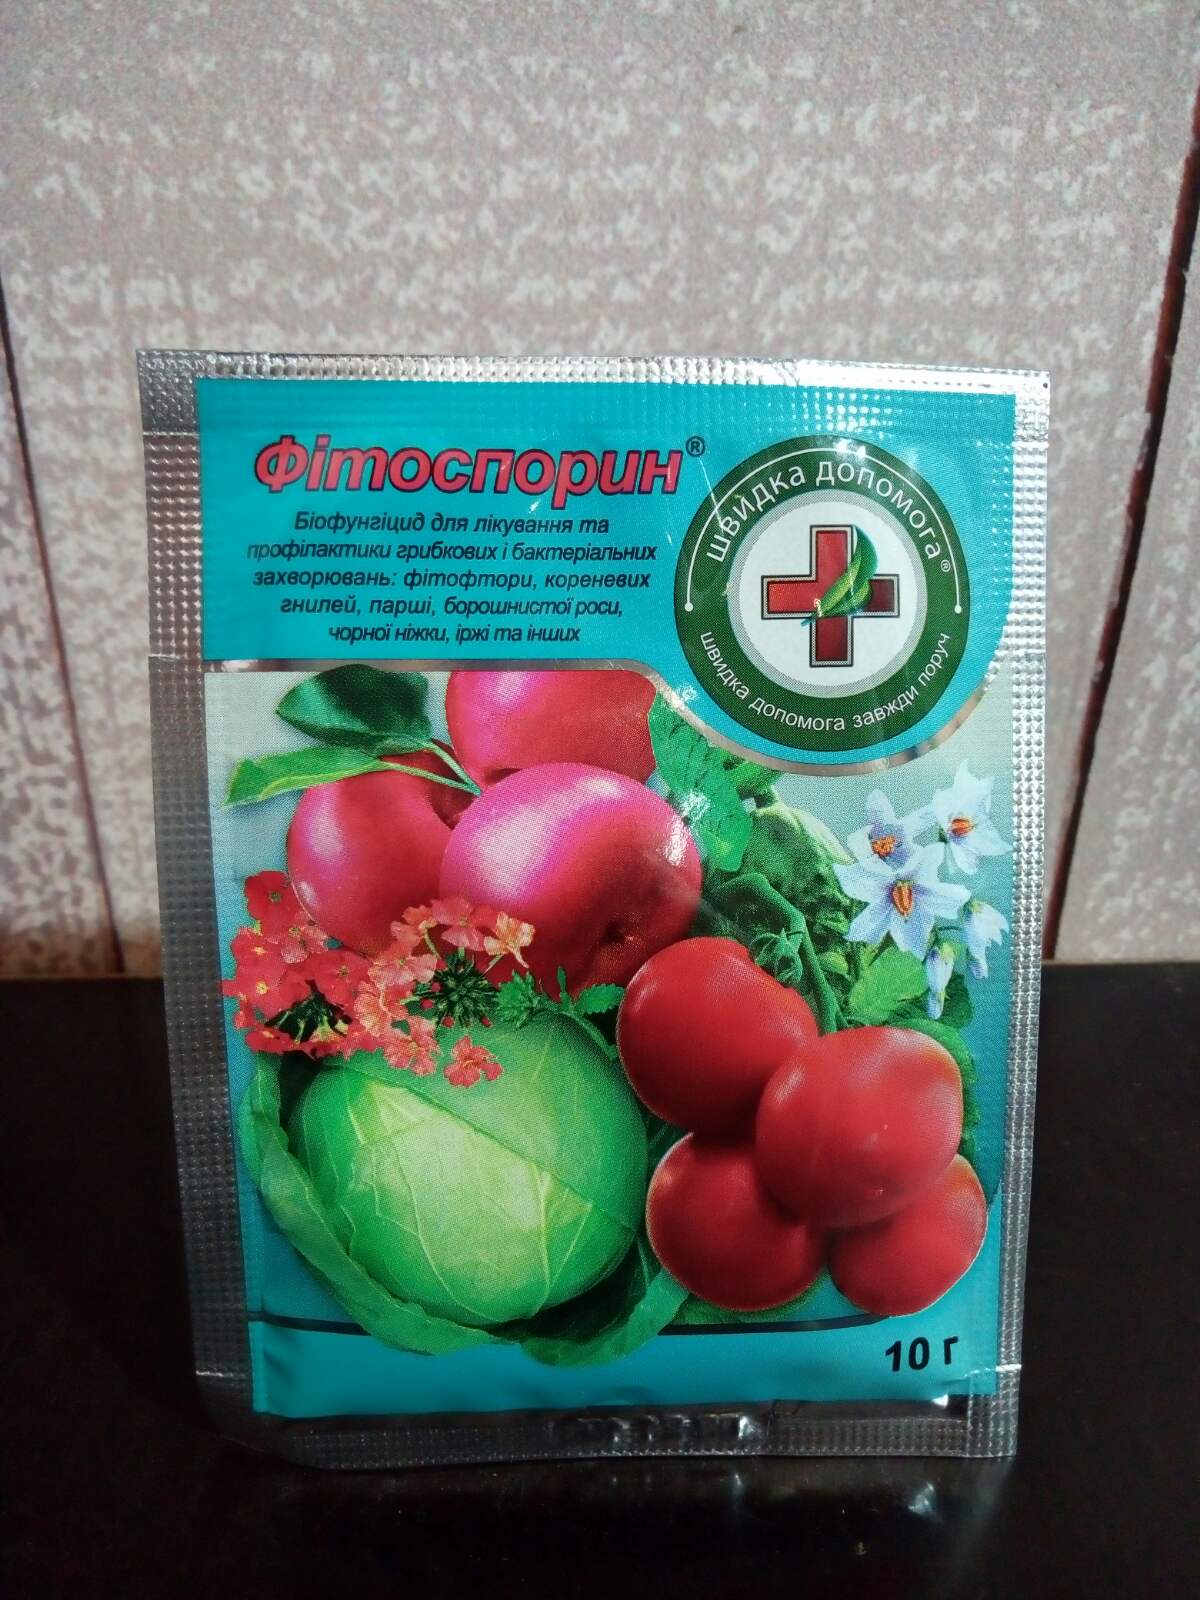 Фітоспорин®
Біофунгіцид для лікування та
профілактики грибкових і бактеріальних
захворювань: фітофтори, кореневих
гнилей, парші, борошнистої роси,
чорної ніжки, іржі та інших
швидка допомога®
швидка допомога завжди поруч
10 г